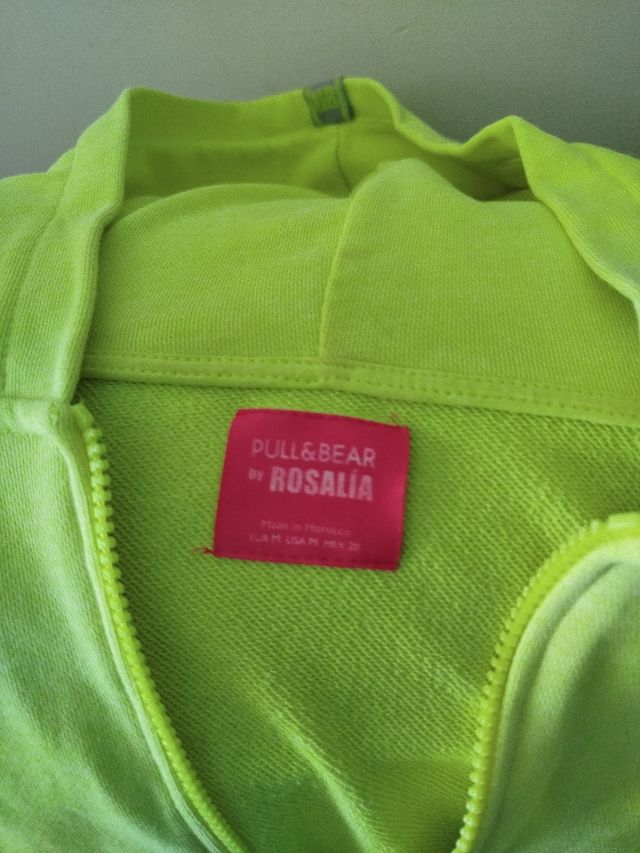 PULL&BEAR
by ROSALÍA
Made in Morocco
EUR M USA M MEX 28